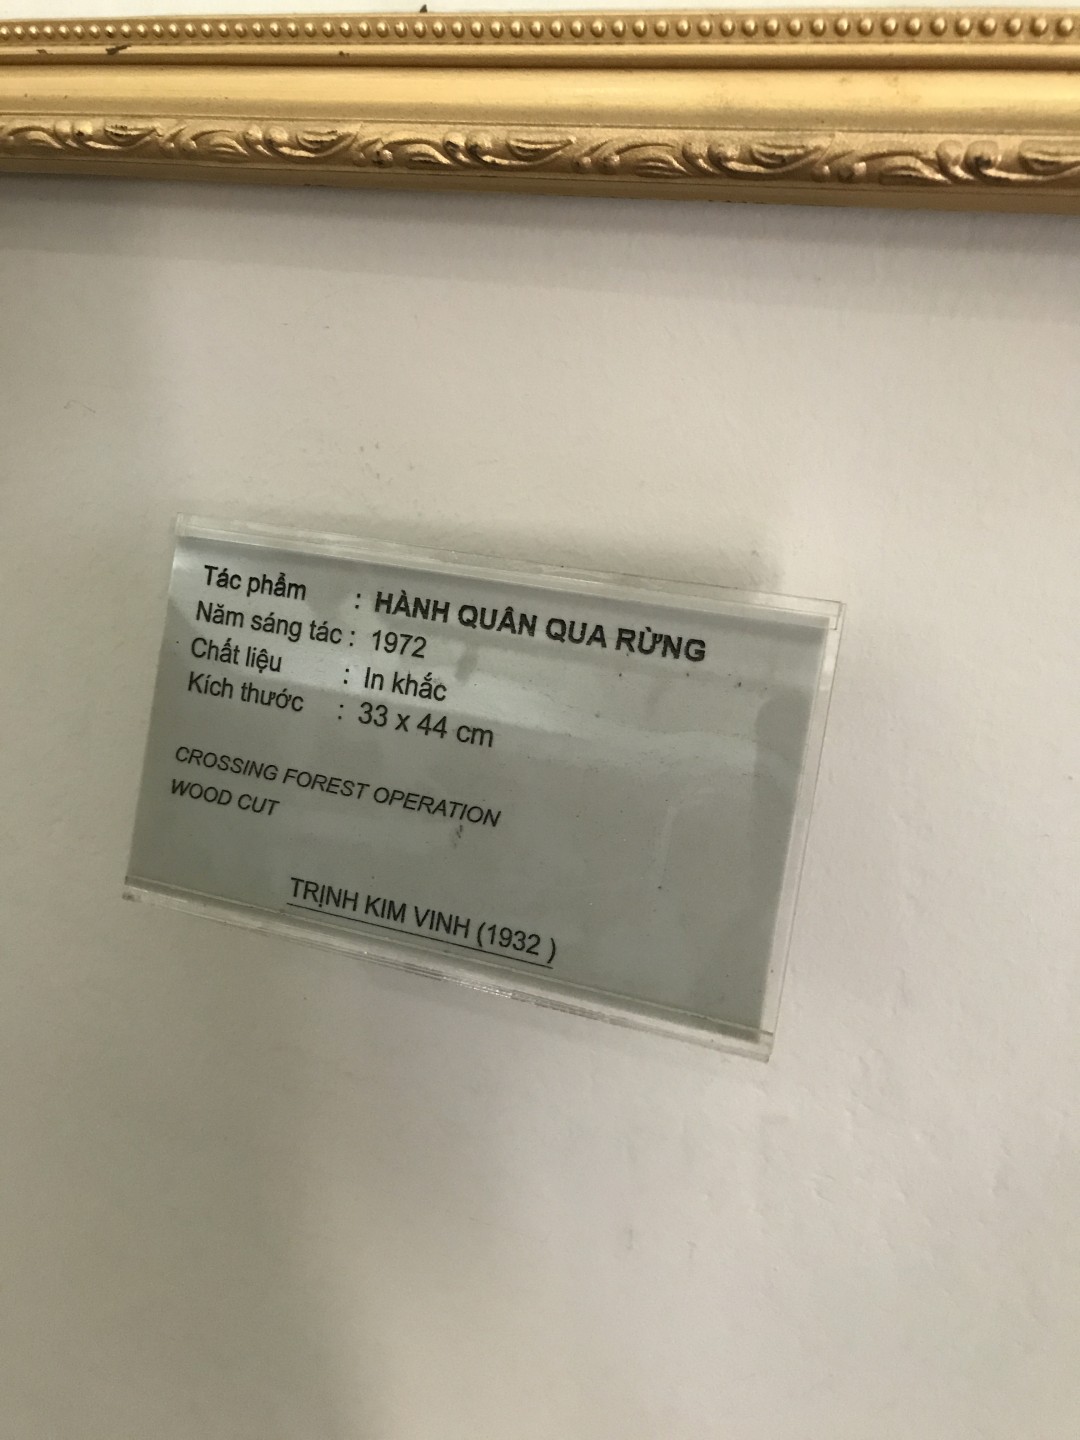 Tác phẩm : HÀNH QUÂN QUA RỪNG
Năm sáng tác : 1972
Chất liệu : In khắc
Kích thước : 33 x 44 cm
CROSSING FOREST OPERATION
WOOD CUT
TRỊNH KIM VINH (1932 )